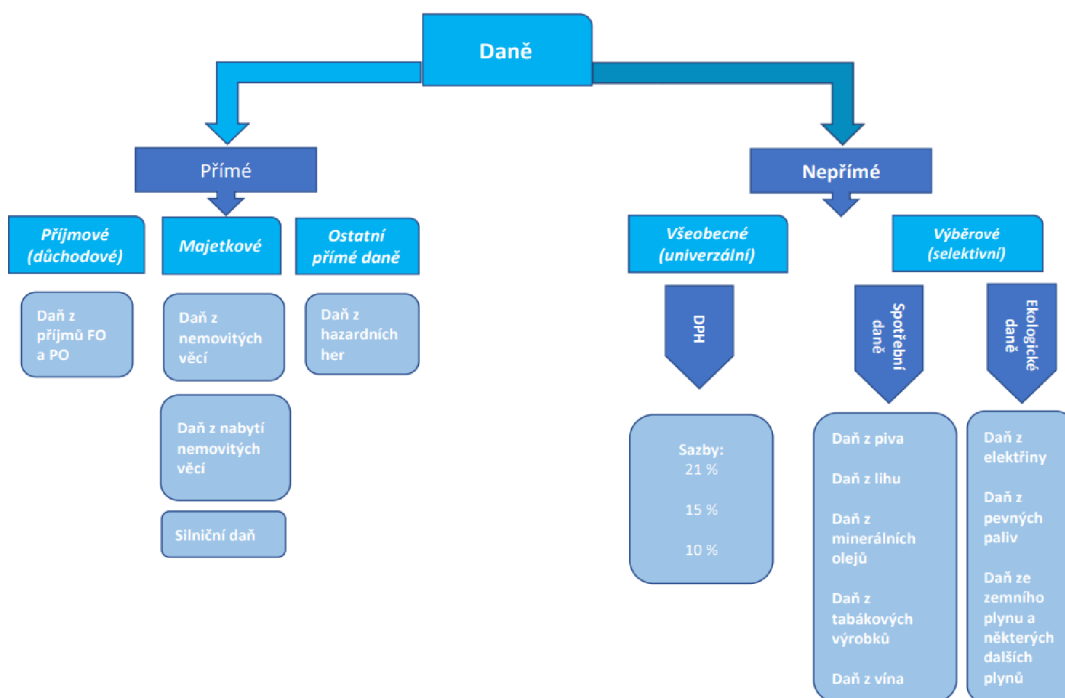 Daně
Přímé
Nepřímé
Příjmové
(důchodové)
Majetkové
Ostatní
přímé daně
Všeobecné
(univerzální)
Výběrové
(selektivní)
Daň z
příjmů FO
a PO
Daň z
nemovitých
věcí
Daň z nabytí
nemovitých
věcí
Silniční daň
Daň z
hazardních
her
DPH
Sazby:
21 %
15 %
10 %
Spotřební
daně
Daň z piva
Daň z lihu
Daň z
minerálních
olejů
Daň z
tabákových
výrobků
Daň z vína
Ekologické
daně
Daň z
elektřiny
Daň z
pevných
paliv
Daň ze
zemního
plynu a
některých
dalších
plynů